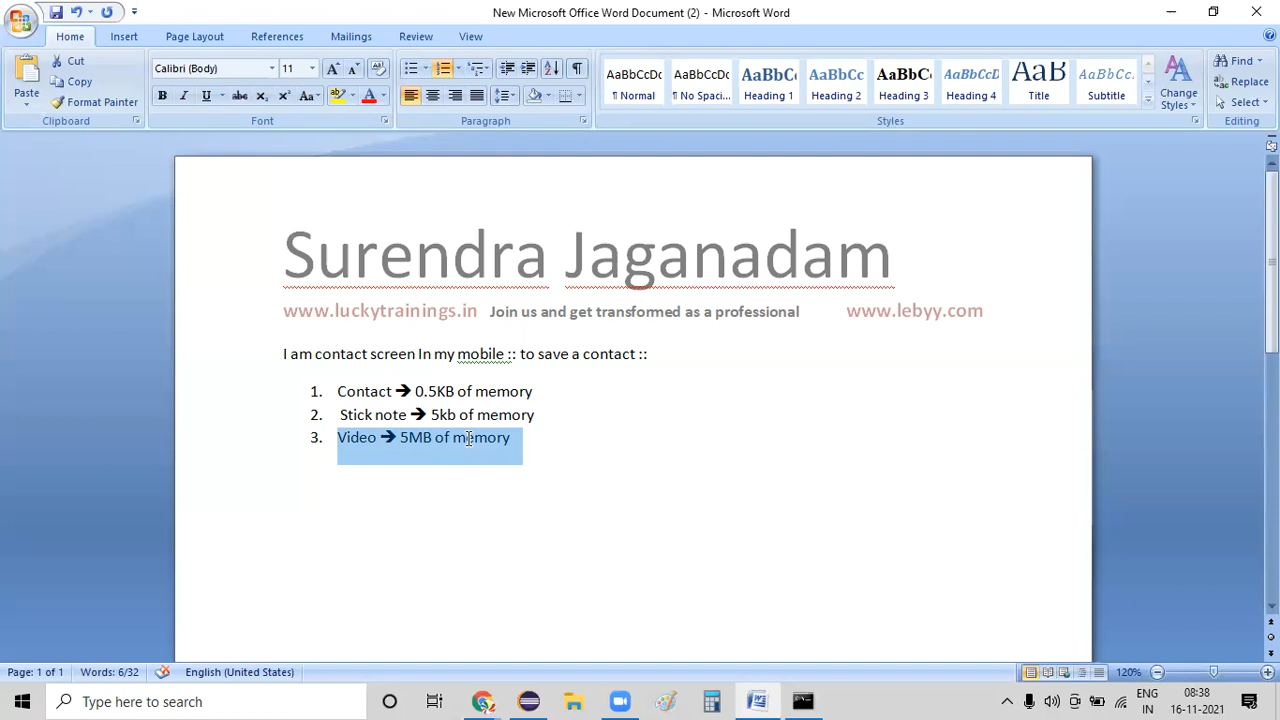 New Microsoft Office Word Document (2) - Microsoft Word
Home Insert Page Layout References Mailings Review View
Paste Cut Copy Format Painter
Clipboard
Calibri (Body) 11
B I U abc X₂ X² Aa A
Font
Paragraph
AaBbCcDc AaBbCcDc AaBbCc AaBbCc AaBbCc AaBbCcD AaB AaBbCcD
¶ Normal ¶ No Spaci... Heading 1 Heading 2 Heading 3 Heading 4 Title Subtitle
Change Styles
Styles
Find Replace Select
Editing
Surendra Jaganadam
www.luckytrainings.in Join us and get transformed as a professional www.lebyy.com
I am contact screen In my mobile :: to save a contact ::
1. Contact ➔ 0.5KB of memory
2. Stick note ➔ 5kb of memory
3. Video ➔ 5MB of memory
Page: 1 of 1 Words: 6/32 English (United States) 120%
Type here to search
ENG IN
08:38
16-11-2021